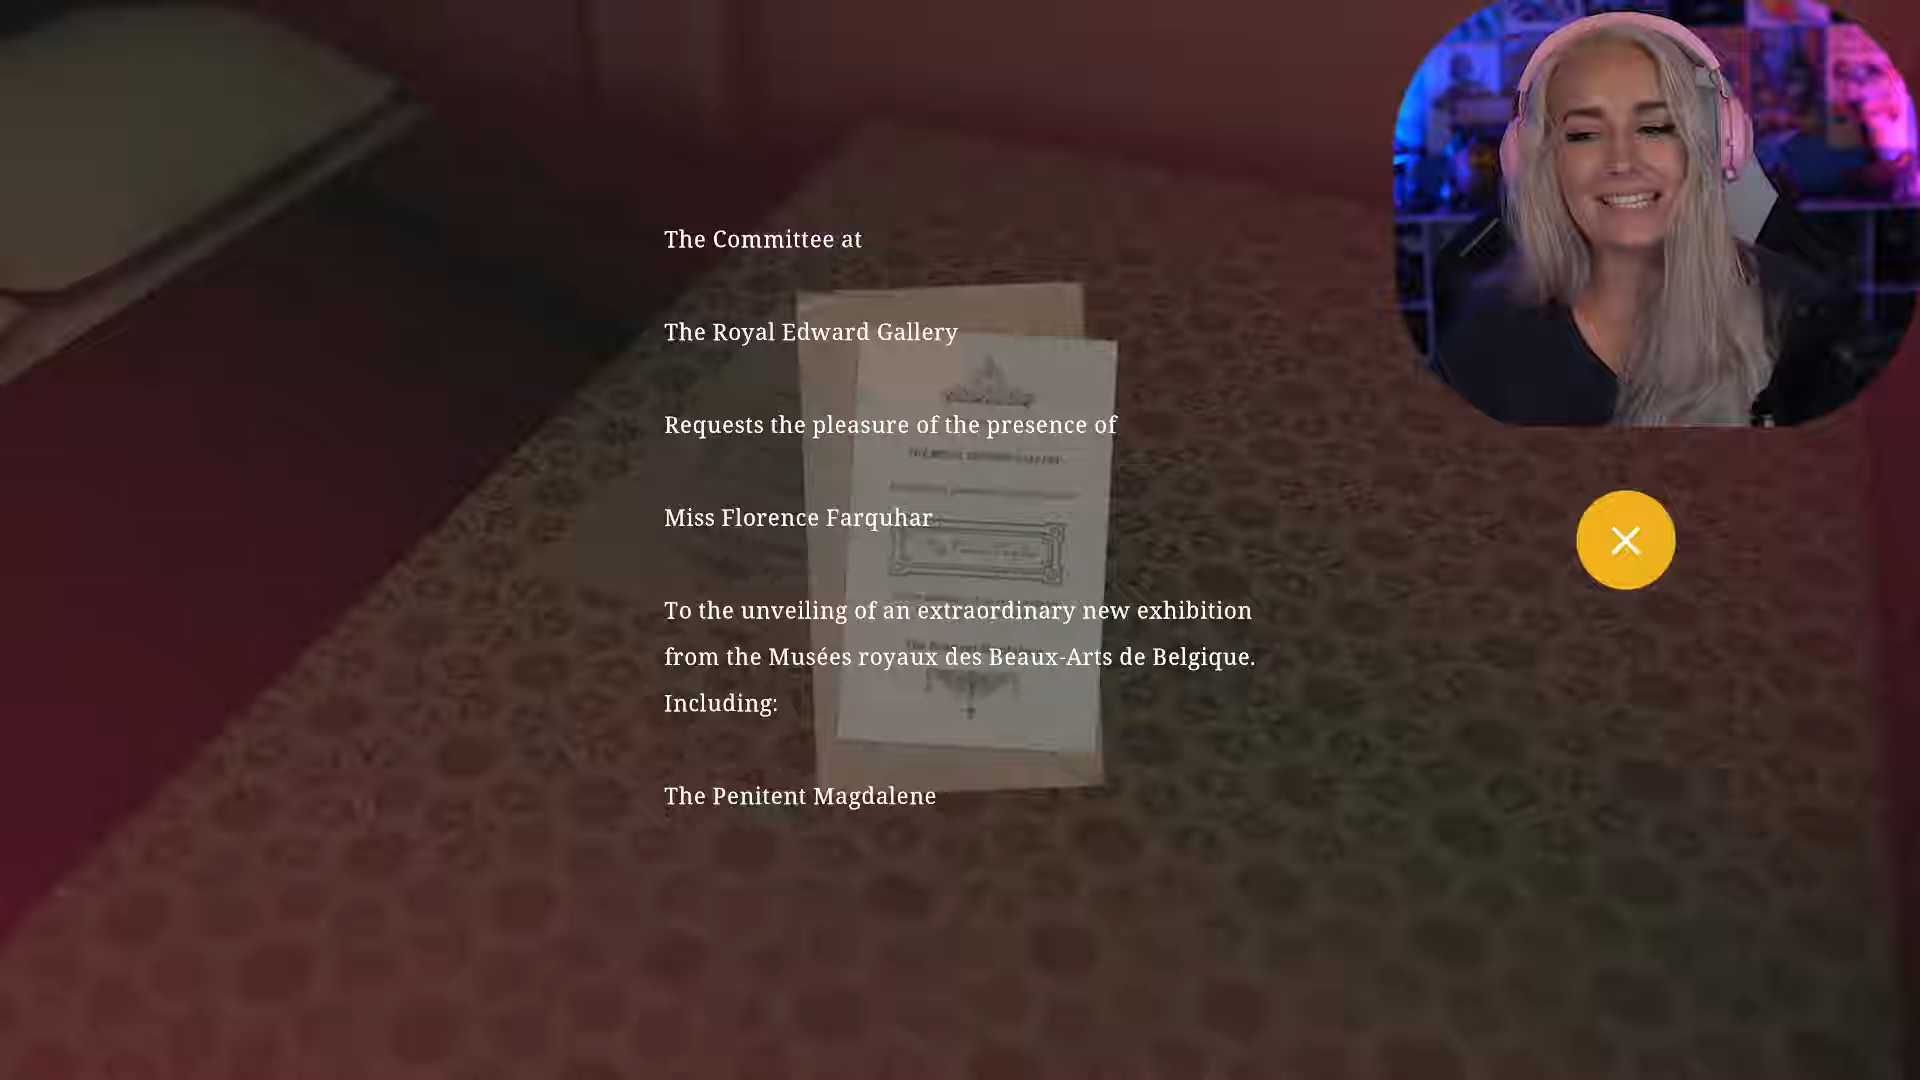 The Committee at
The Royal Edward Gallery
Requests the pleasure of the presence of
Miss Florence Farquhar
To the unveiling of an extraordinary new exhibition
from the Musées royaux des Beaux-Arts de Belgique.
Including:
The Penitent Magdalene